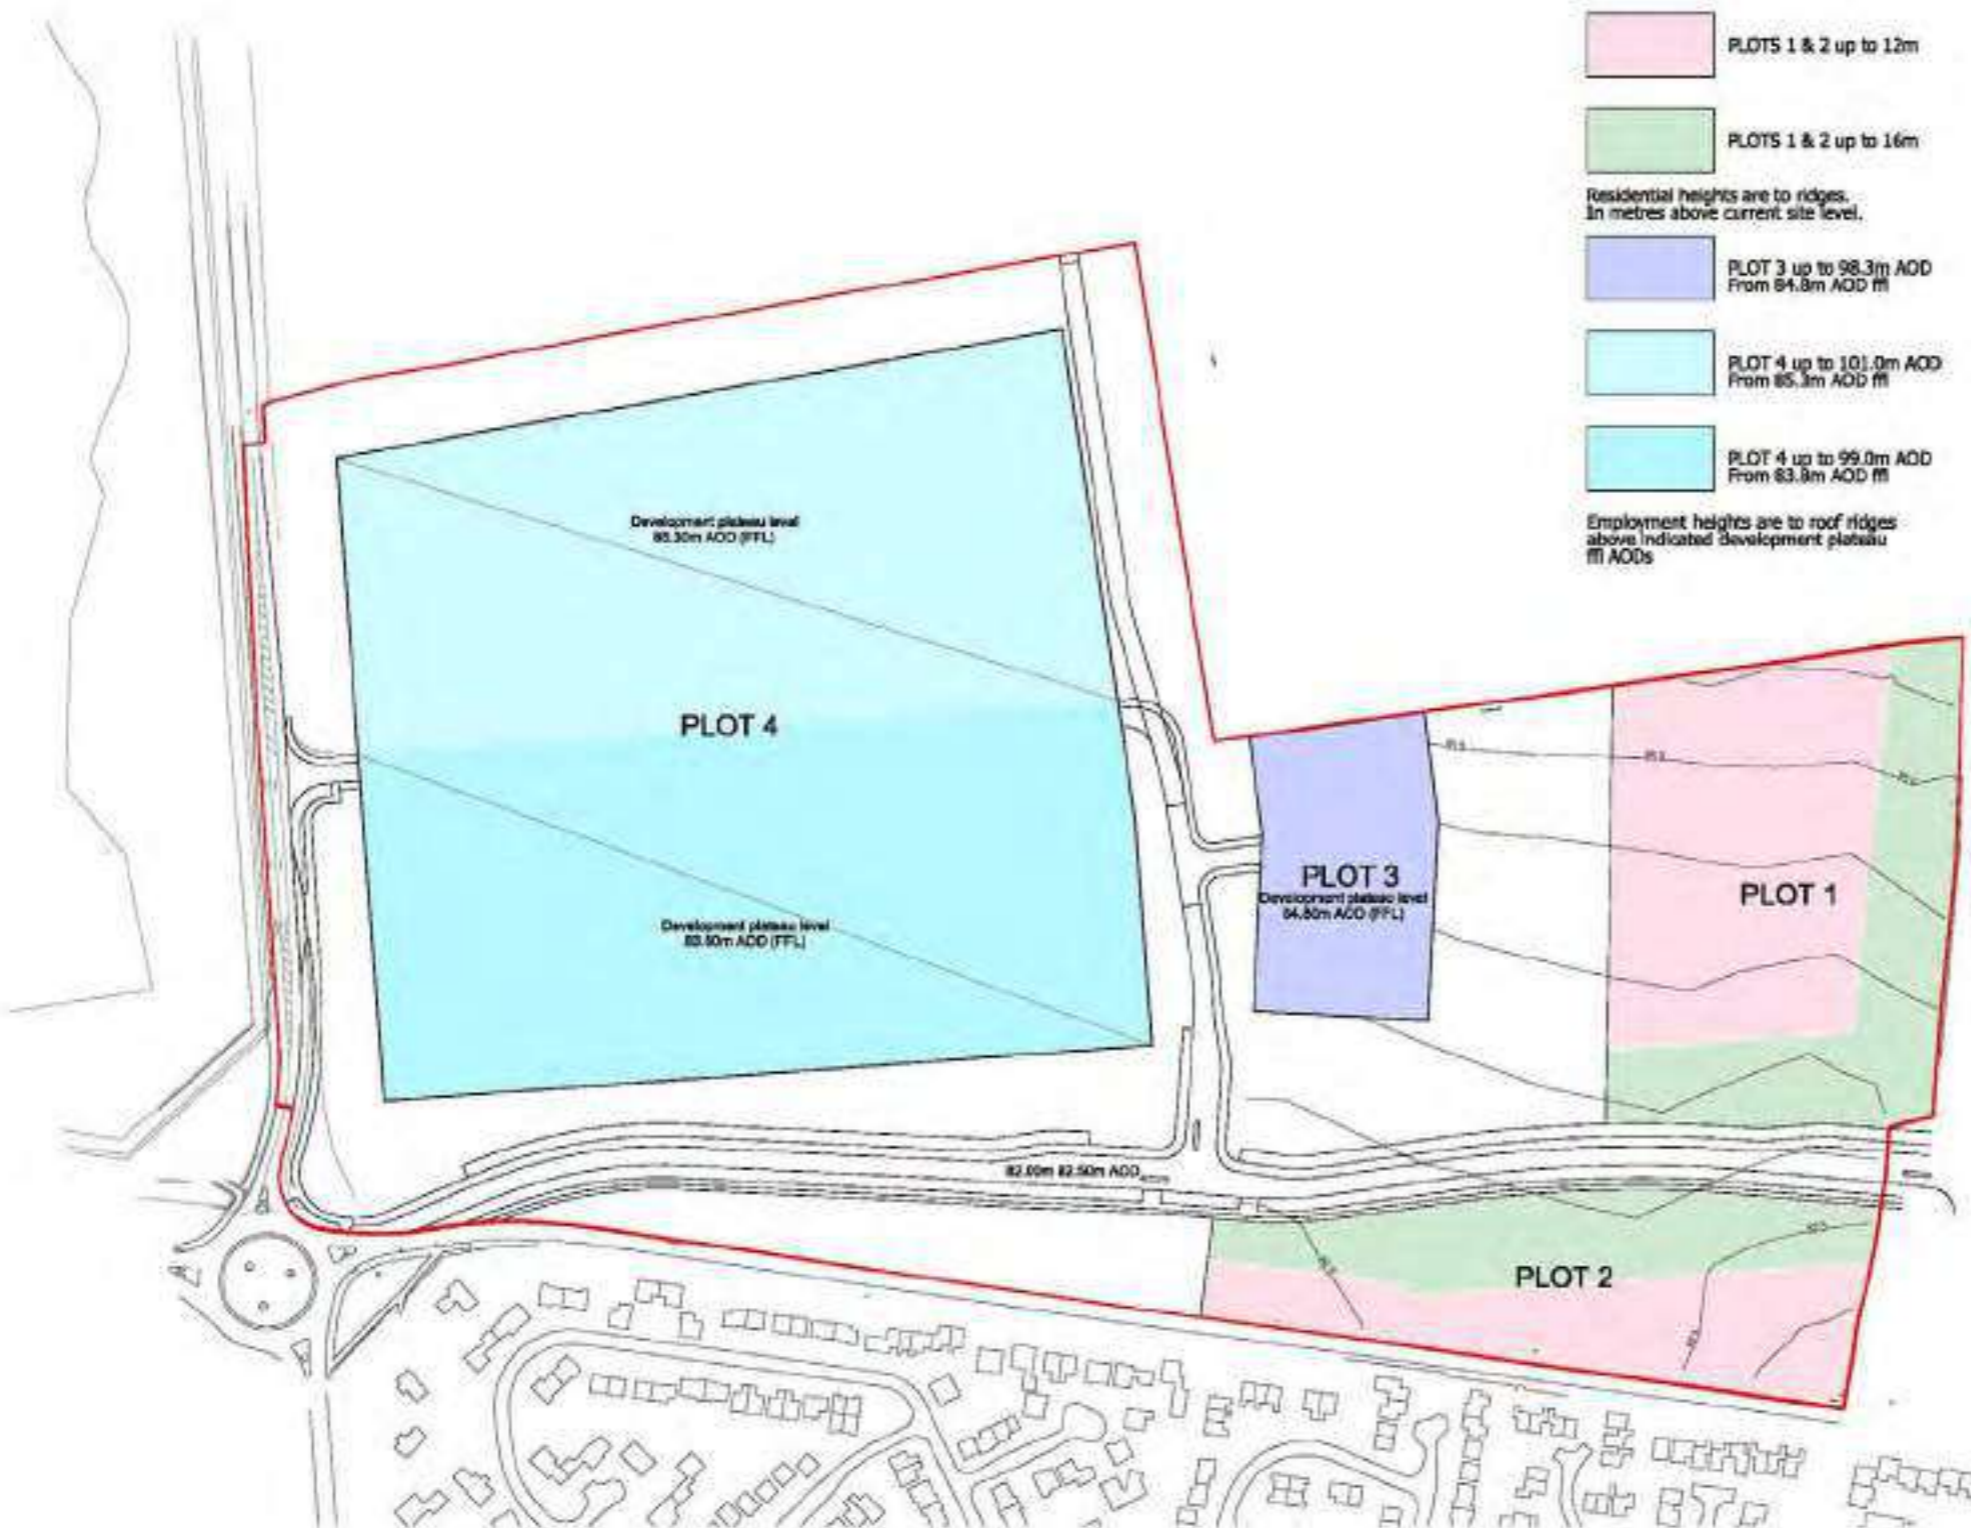 PLOTS 1 & 2 up to 12m
PLOTS 1 & 2 up to 16m
Residential heights are to ridges.
In metres above current site level.
PLOT 3 up to 98.3m AOD
From 84.8m AOD ffl
PLOT 4 up to 101.0m AOD
From 85.3m AOD ffl
PLOT 4 up to 99.0m AOD
From 83.8m AOD ffl
Employment heights are to roof ridges
above indicated development plateau
ffl AODs
Development plateau level
85.30m AOD (FFL)
PLOT 4
Development plateau level
AOD (FFL)
PLOT 3
Development plateau level
84.80m AOD (FFL)
PLOT 1
82.00m 82.50m AOD
PLOT 2